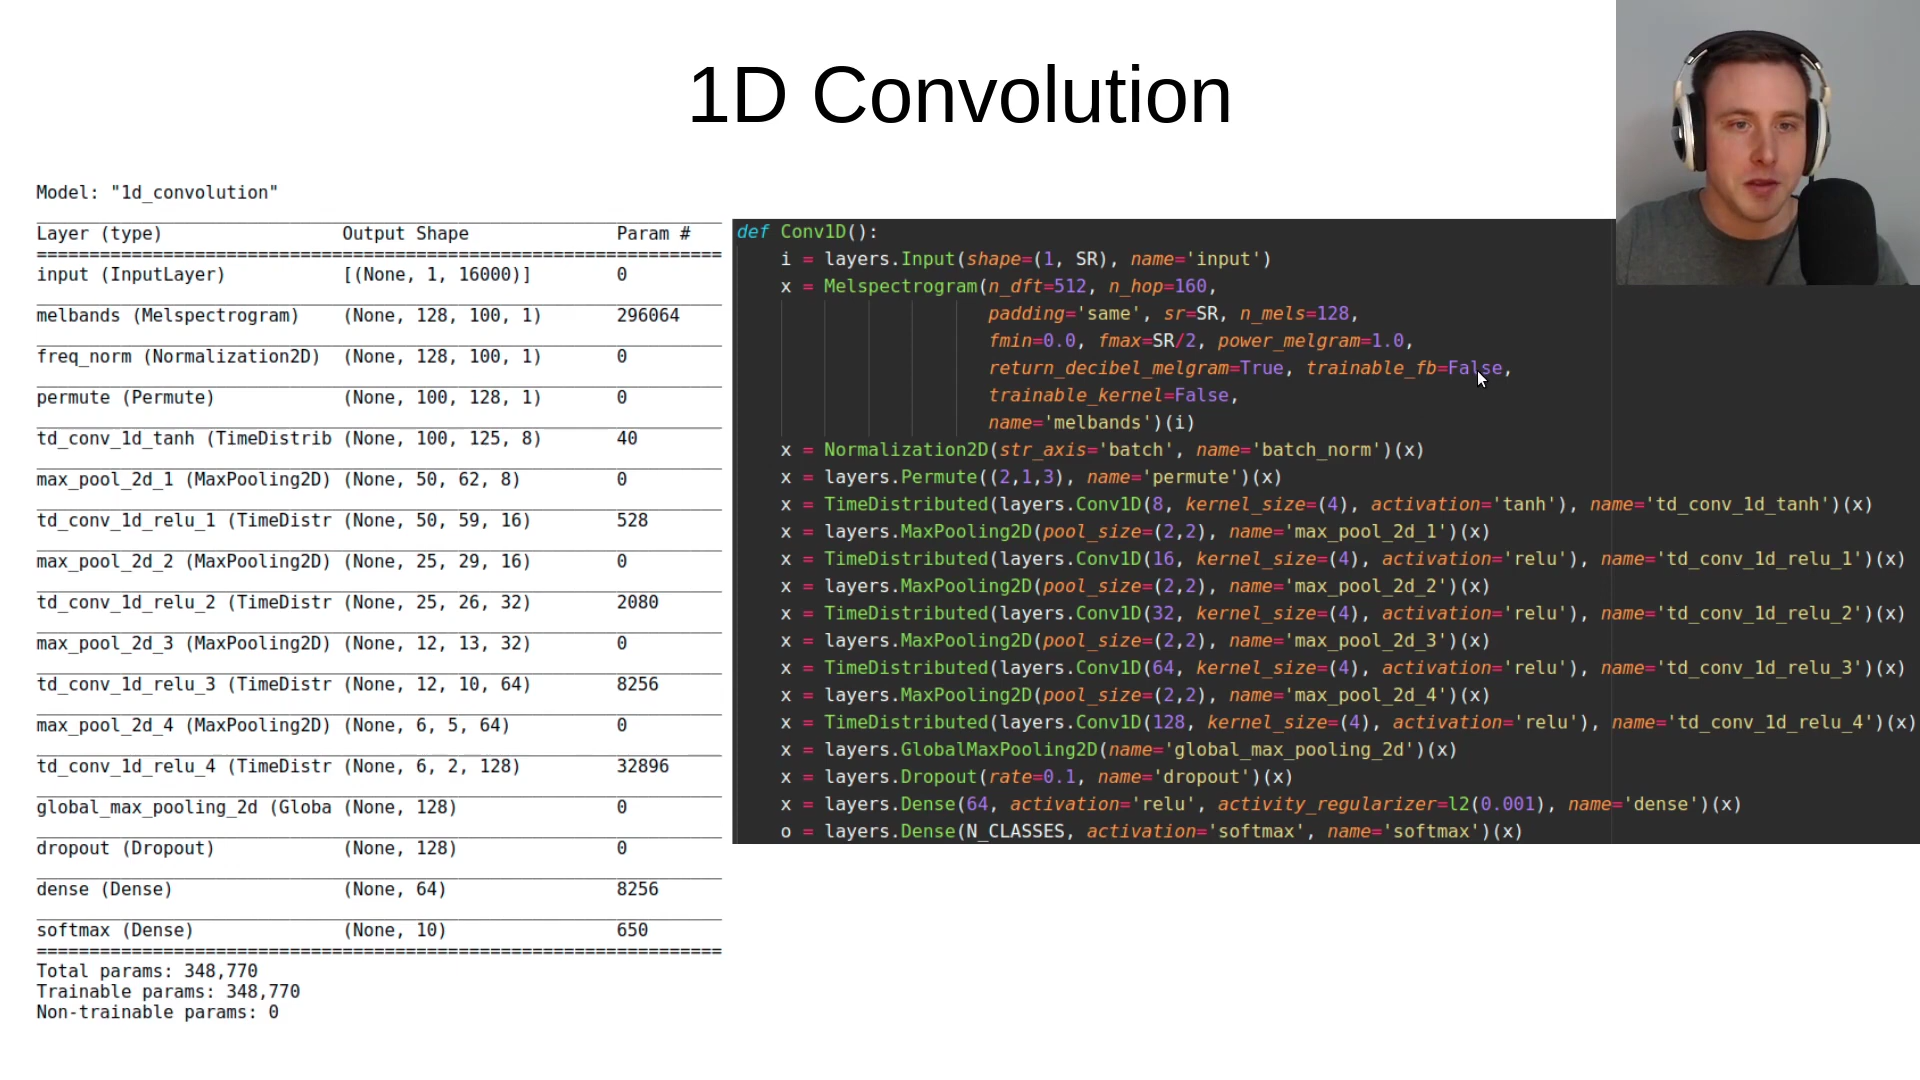 1D Convolution
Model: "1d_convolution"
Layer (type) Output Shape Param #
input (InputLayer) [(None, 1, 16000)] 0
melbands (Melspectrogram) (None, 128, 100, 1) 296064
freq_norm (Normalization2D) (None, 128, 100, 1) 0
permute (Permute) (None, 100, 128, 1) 0
td_conv_1d_tanh (TimeDistrib (None, 100, 125, 8) 40
max_pool_2d_1 (MaxPooling2D) (None, 50, 62, 8) 0
td_conv_1d_relu_1 (TimeDistr (None, 50, 59, 16) 528
max_pool_2d_2 (MaxPooling2D) (None, 25, 29, 16) 0
td_conv_1d_relu_2 (TimeDistr (None, 25, 26, 32) 2080
max_pool_2d_3 (MaxPooling2D) (None, 12, 13, 32) 0
td_conv_1d_relu_3 (TimeDistr (None, 12, 10, 64) 8256
max_pool_2d_4 (MaxPooling2D) (None, 6, 5, 64) 0
td_conv_1d_relu_4 (TimeDistr (None, 6, 2, 128) 32896
global_max_pooling_2d (Globa (None, 128) 0
dropout (Dropout) (None, 128) 0
dense (Dense) (None, 64) 8256
softmax (Dense) (None, 10) 650
Total params: 348,770
Trainable params: 348,770
Non-trainable params: 0
def Conv1D():
i = layers.Input(shape=(1, SR), name='input')
x = Melspectrogram(n_dft=512, n_hop=160,
padding='same', sr=SR, n_mels=128,
fmin=0.0, fmax=SR/2, power_melgram=1.0,
return_decibel_melgram=True, trainable_fb=False,
trainable_kernel=False,
name='melbands')(i)
x = Normalization2D(str_axis='batch', name='batch_norm')(x)
x = layers.Permute((2,1,3), name='permute')(x)
x = TimeDistributed(layers.Conv1D(8, kernel_size=(4), activation='tanh'), name='td_conv_1d_tanh')(x)
x = layers.MaxPooling2D(pool_size=(2,2), name='max_pool_2d_1')(x)
x = TimeDistributed(layers.Conv1D(16, kernel_size=(4), activation='relu'), name='td_conv_1d_relu_1')(x)
x = layers.MaxPooling2D(pool_size=(2,2), name='max_pool_2d_2')(x)
x = TimeDistributed(layers.Conv1D(32, kernel_size=(4), activation='relu'), name='td_conv_1d_relu_2')(x)
x = layers.MaxPooling2D(pool_size=(2,2), name='max_pool_2d_3')(x)
x = TimeDistributed(layers.Conv1D(64, kernel_size=(4), activation='relu'), name='td_conv_1d_relu_3')(x)
x = layers.MaxPooling2D(pool_size=(2,2), name='max_pool_2d_4')(x)
x = TimeDistributed(layers.Conv1D(128, kernel_size=(4), activation='relu'), name='td_conv_1d_relu_4')(x)
x = layers.GlobalMaxPooling2D(name='global_max_pooling_2d')(x)
x = layers.Dropout(rate=0.1, name='dropout')(x)
x = layers.Dense(64, activation='relu', activity_regularizer=l2(0.001), name='dense')(x)
o = layers.Dense(N_CLASSES, activation='softmax', name='softmax')(x)